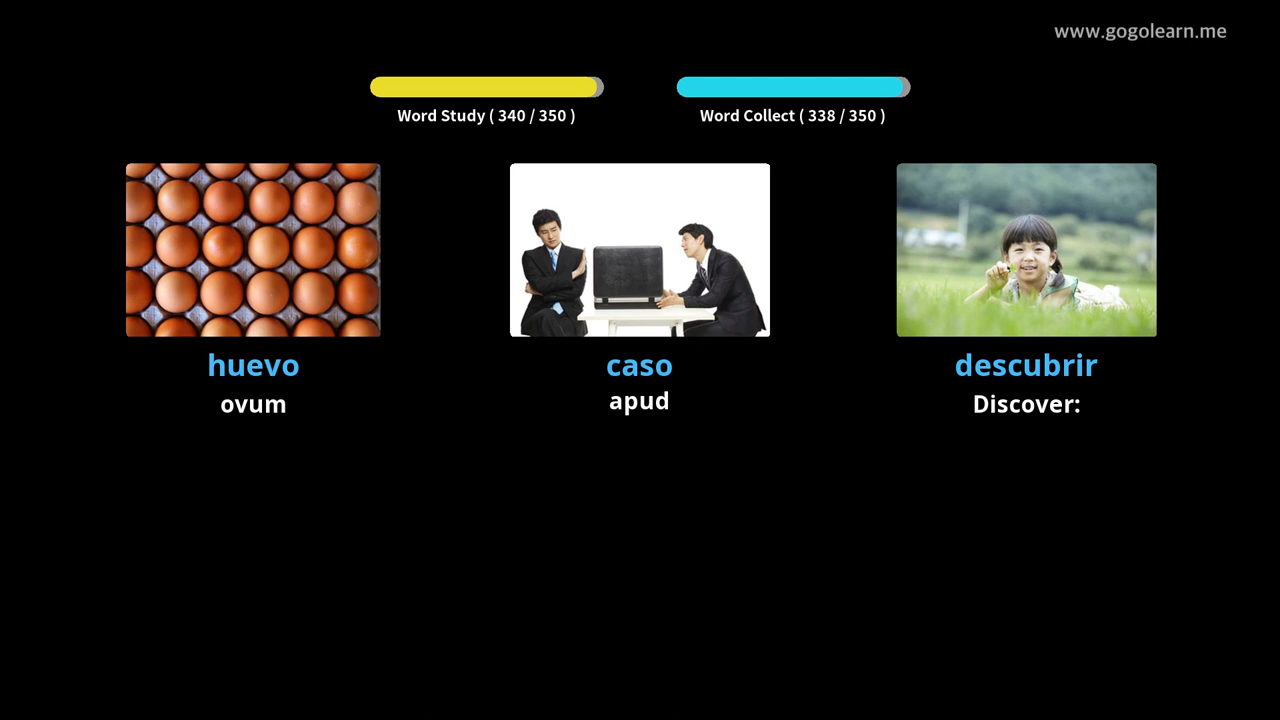 www.gogolearn.me
Word Study ( 340 / 350 )
Word Collect ( 338 / 350 )
huevo
ovum
caso
apud
descubrir
Discover: